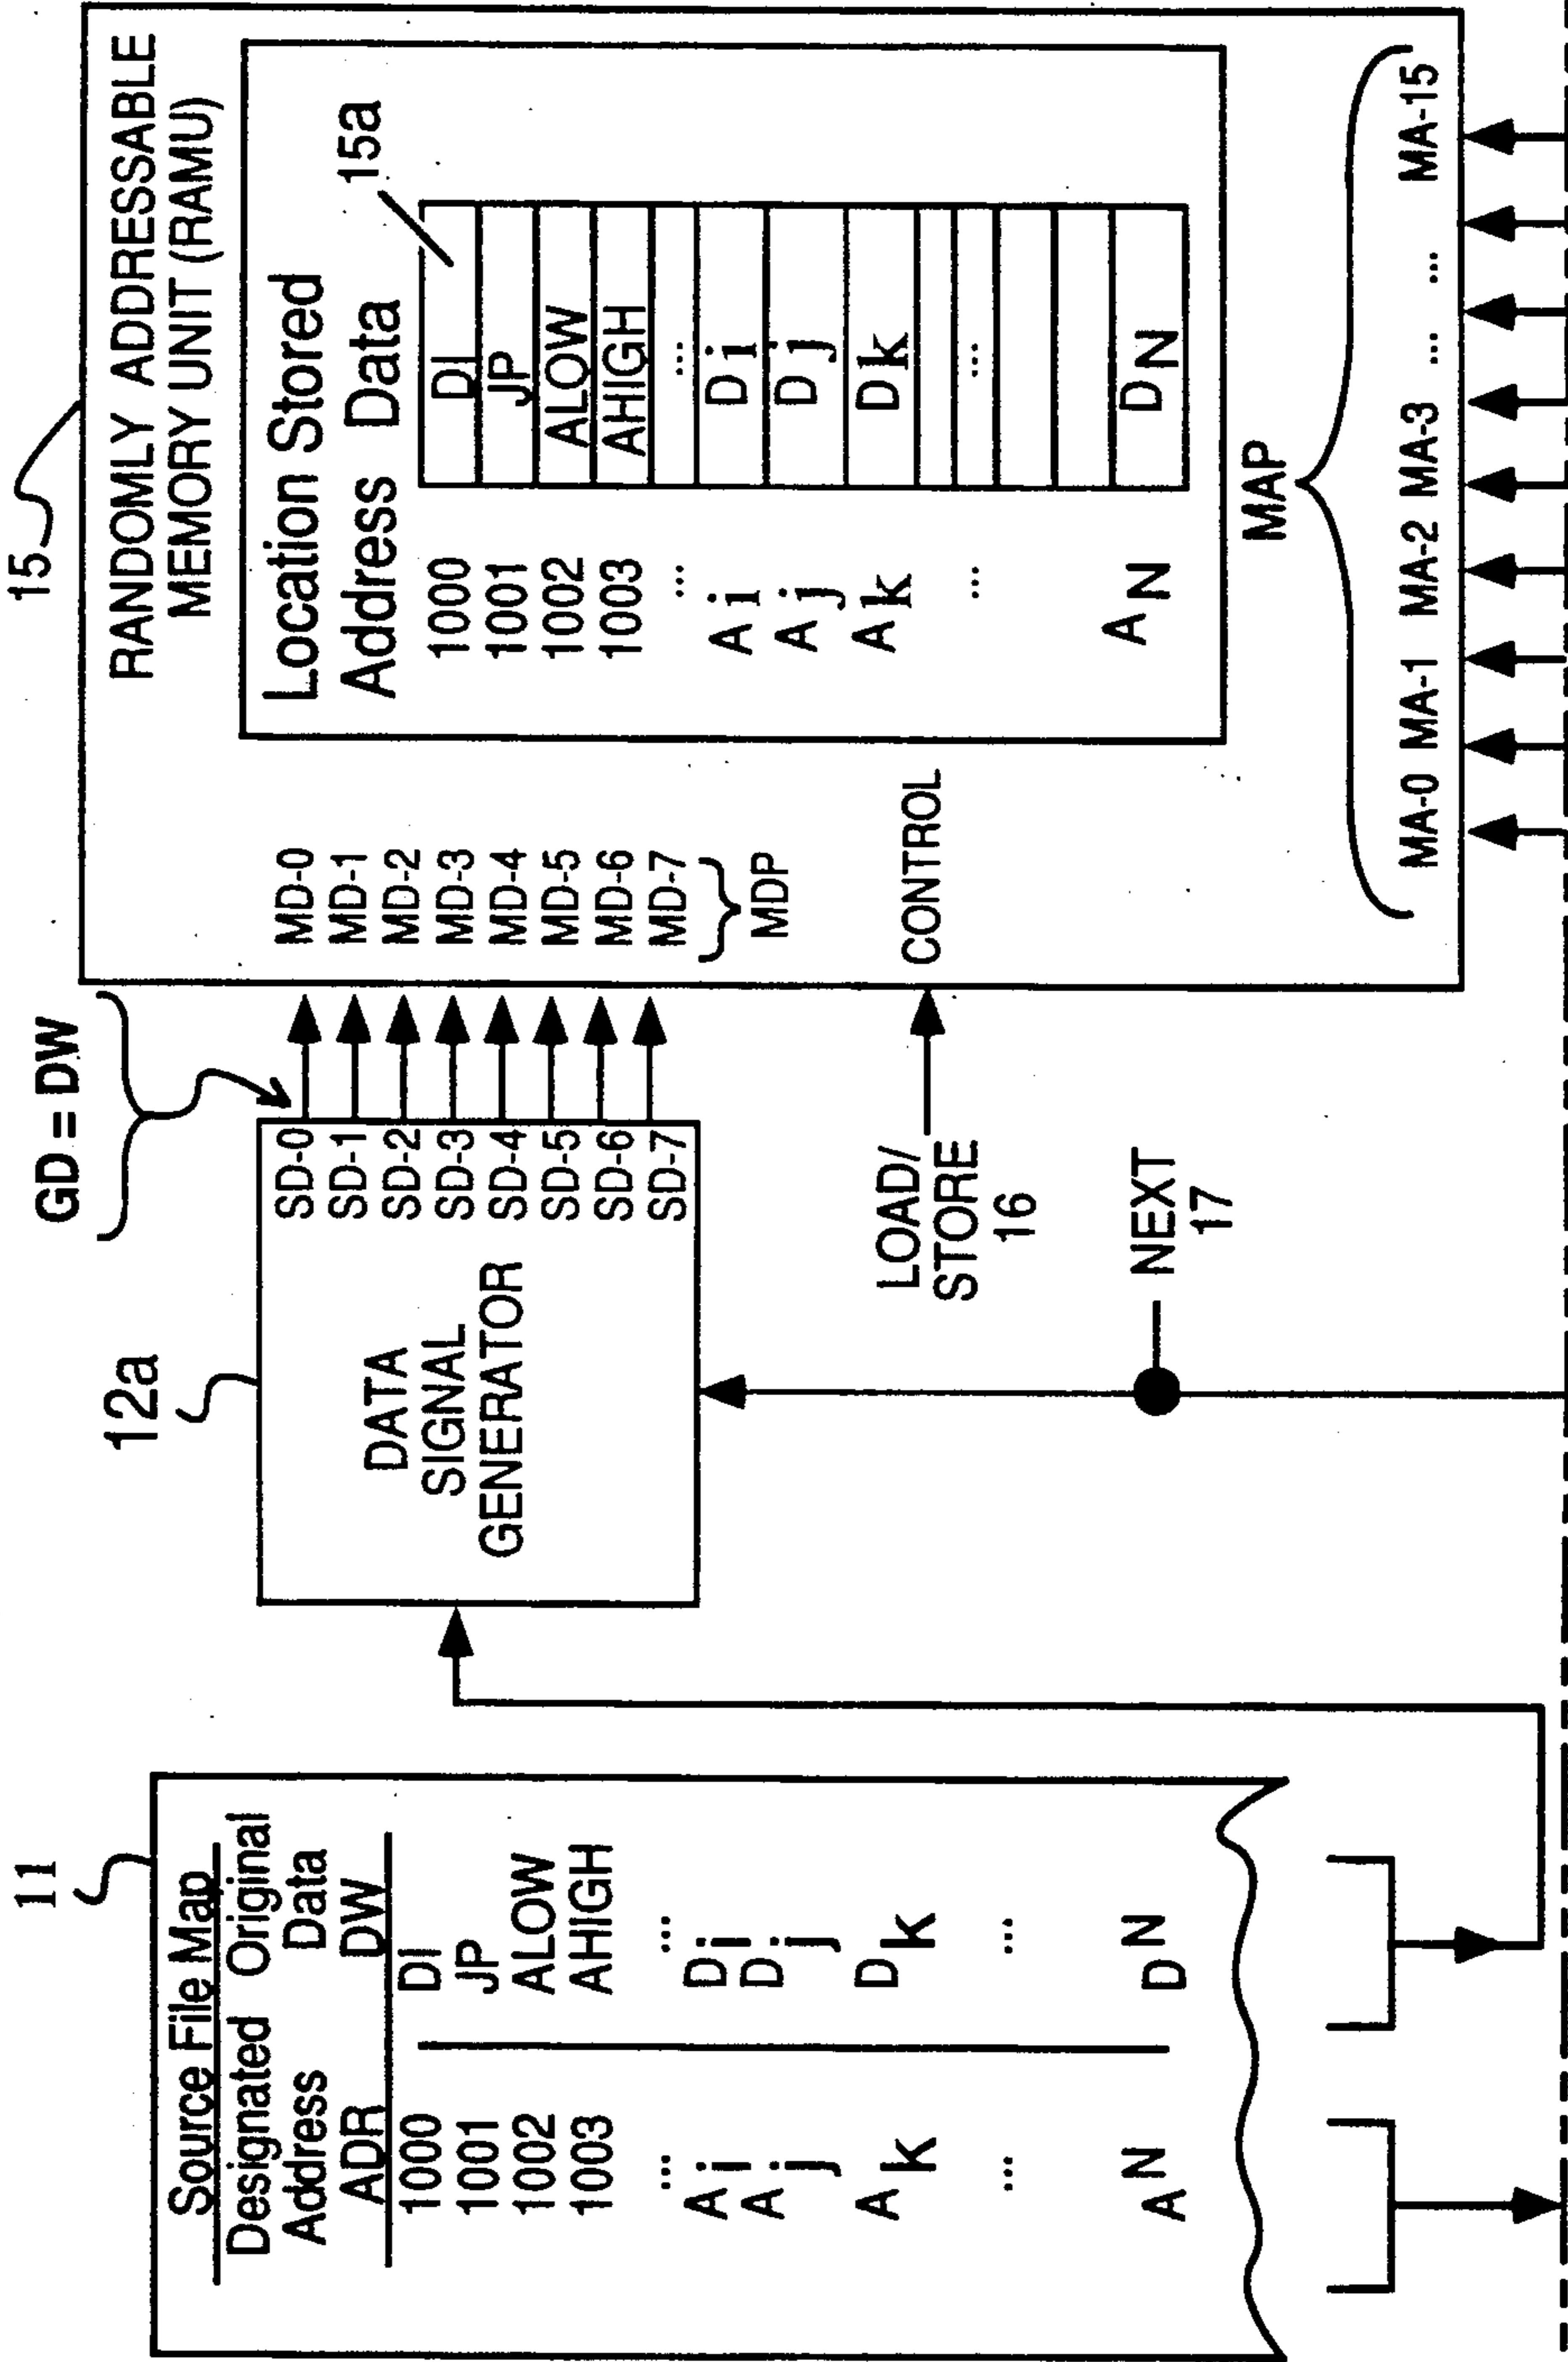 11
Source File Map
Designated Original
Address Data
ADR DW
1000 DI
1001 JP
1002 ALOW
1003 AHIGH
... ...
Ai Di
Aj Dj
Ak Dk
... ...
AN DN
12a
DATA
SIGNAL
GENERATOR
SD-0
SD-1
SD-2
SD-3
SD-4
SD-5
SD-6
SD-7
GD = DW
LOAD/
STORE
16
NEXT
17
15
RANDOMLY ADDRESSABLE
MEMORY UNIT (RAMU)
MD-0
MD-1
MD-2
MD-3
MD-4
MD-5
MD-6
MD-7
MDP
CONTROL
Location Stored
Address Data
15a
1000 DI
1001 JP
1002 ALOW
1003 AHIGH
... ...
Ai Di
Aj Dj
Ak Dk
... ...
AN DN
MAP
MA-0 MA-1 MA-2 MA-3 ... ... MA-15